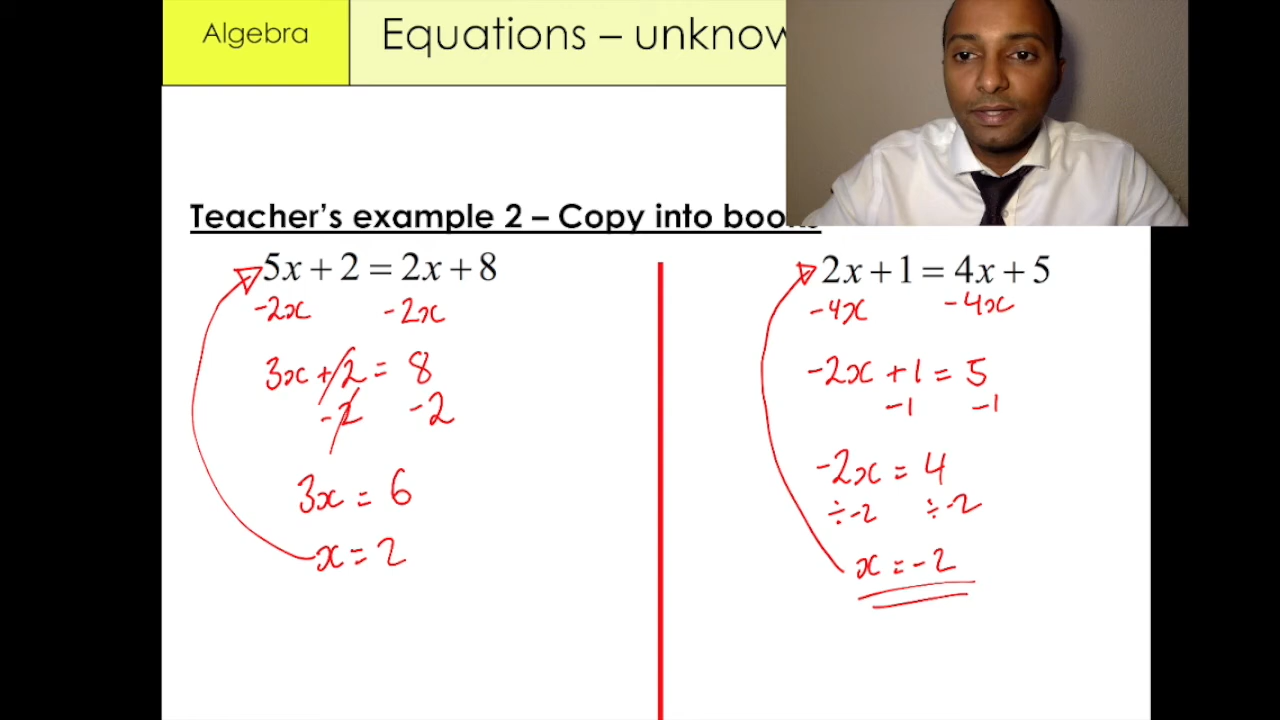 Algebra
Equations – unknow
Teacher's example 2 – Copy into books
5x + 2 = 2x + 8
-2x -2x
3x + 2 = 8
-2 -2
3x = 6
x = 2
2x + 1 = 4x + 5
-4x -4x
-2x + 1 = 5
-1 -1
-2x = 4
÷-2 ÷-2
x = -2